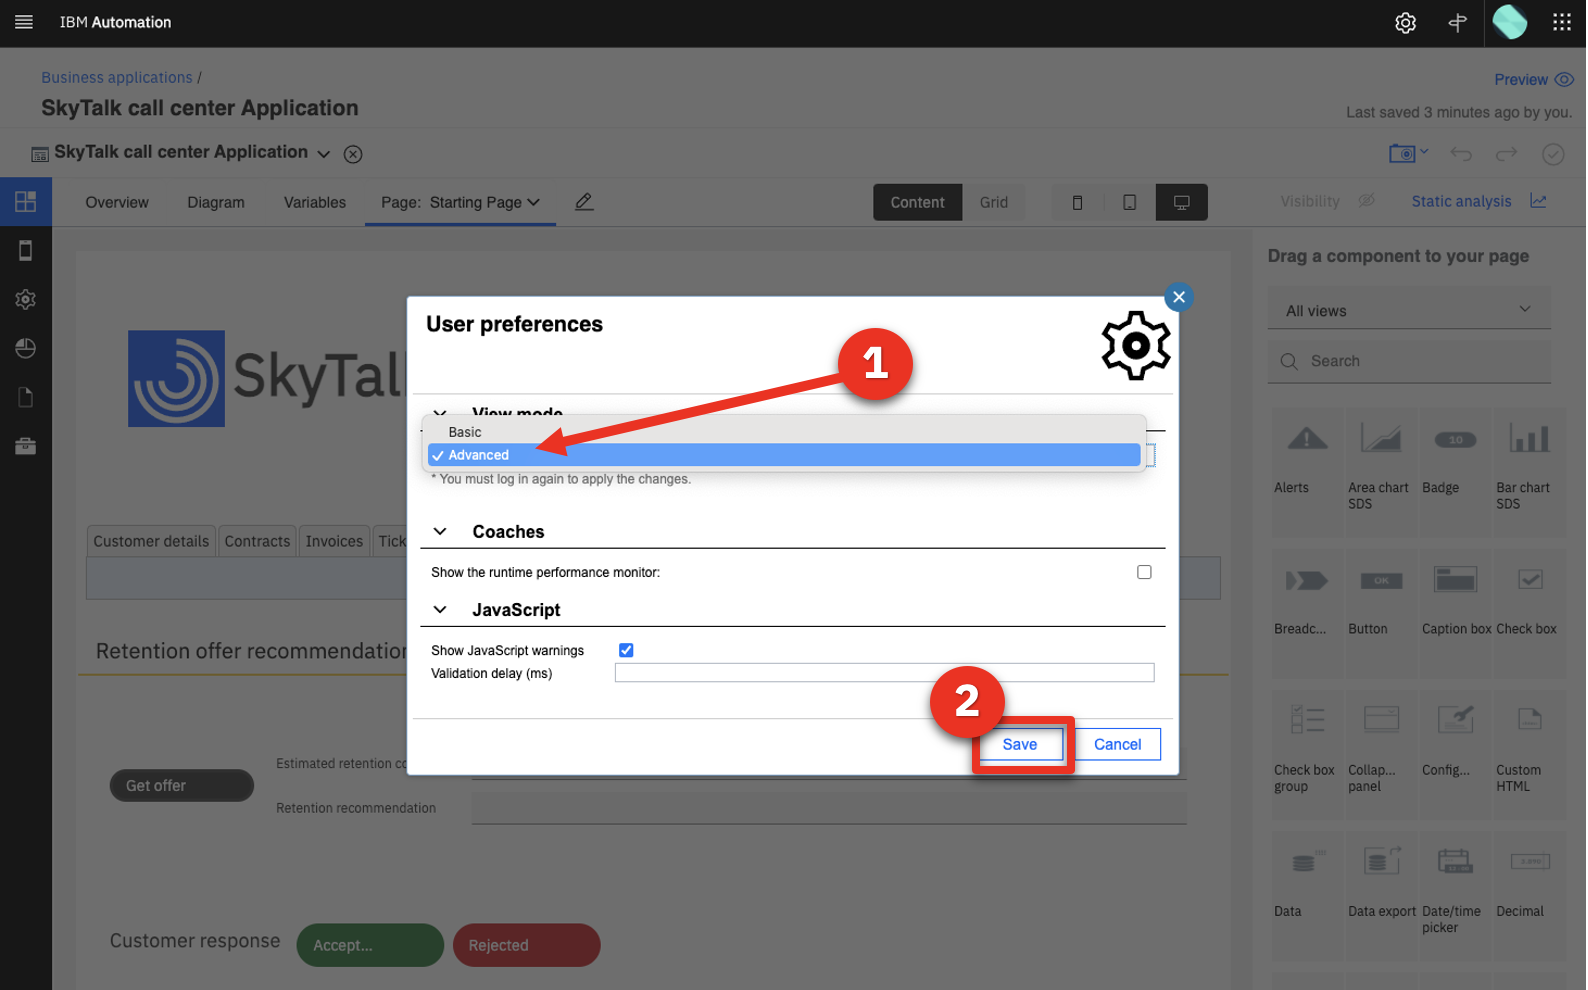 IBM Automation
Business applications /
Preview
SkyTalk call center Application
Last saved 3 minutes ago by you.
SkyTalk call center Application
Overview
Diagram
Variables
Page: Starting Page
Content
Grid
Visibility
Static analysis
Drag a component to your page
All views
Search
SkyTal
User preferences
1
View mode
Basic
Advanced
* You must log in again to apply the changes.
Coaches
Show the runtime performance monitor:
JavaScript
Show JavaScript warnings
Validation delay (ms)
2
Save
Cancel
Customer details
Contracts
Invoices
Tick
Retention offer recommendation
Get offer
Estimated retention co
Retention recommendation
Customer response
Accept...
Rejected
10
Alerts
Area chart SDS
Badge
Bar chart SDS
OK
Breadc...
Button
Caption box
Check box
Check box group
Collap... panel
Config...
Custom HTML
Data
Data export
Date/time picker
Decimal